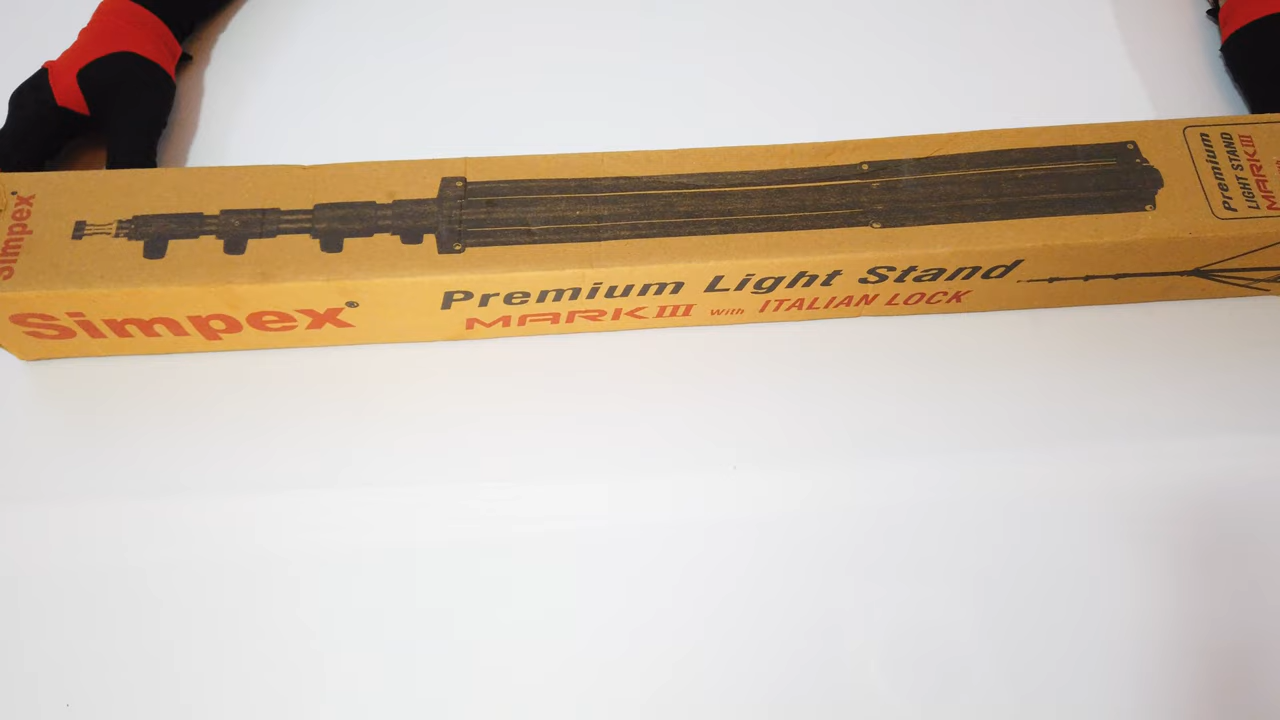 Simpex
Premium
LIGHT STAND
MARK III
Simpex®
Premium Light Stand
MARK III with ITALIAN LOCK